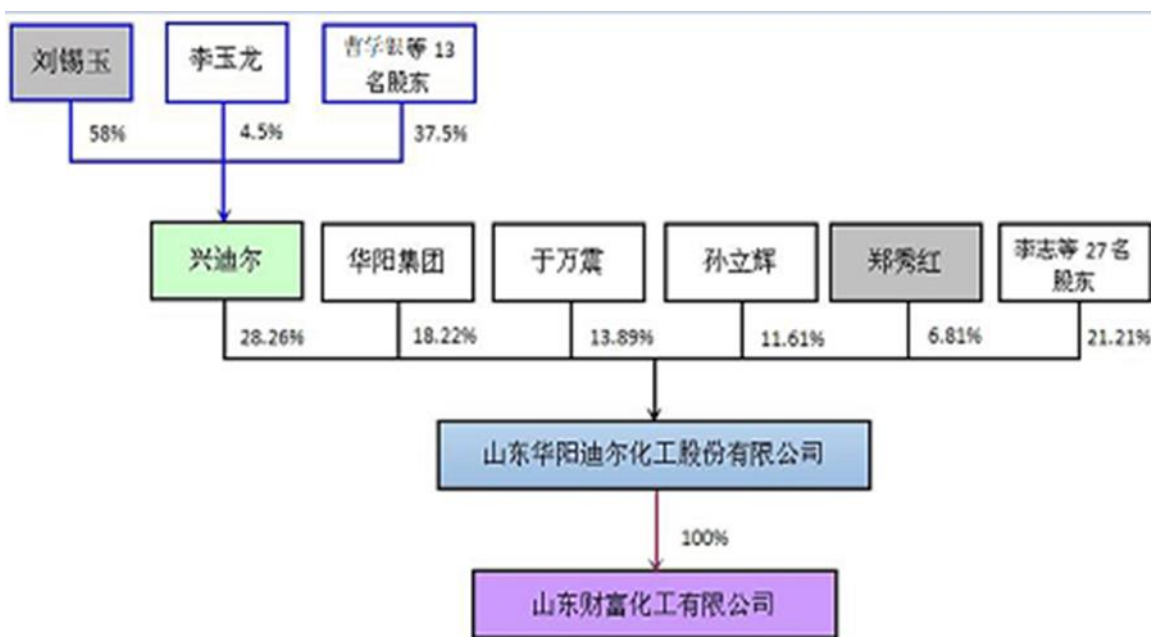 刘锡玉
李玉龙
曹学银等 13
名股东
58%
4.5%
37.5%
兴迪尔
华阳集团
于万震
孙立辉
郑秀红
李志等 27 名
股东
28.26%
18.22%
13.89%
11.61%
6.81%
21.21%
山东华阳迪尔化工股份有限公司
100%
山东财富化工有限公司